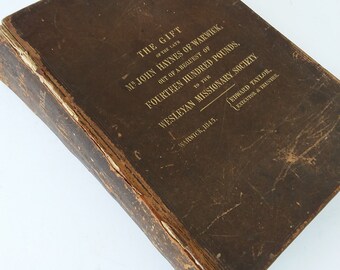 THE GIFT
OF THE LATE
MR JOHN HAYNES OF WARWICK,
OUT OF A BEQUEST OF
FOURTEEN HUNDRED POUNDS,
TO THE
WESLEYAN MISSIONARY SOCIETY
WARWICK, 1843.
EDWARD TAYLOR,
EXECUTOR & TRUSTEE.